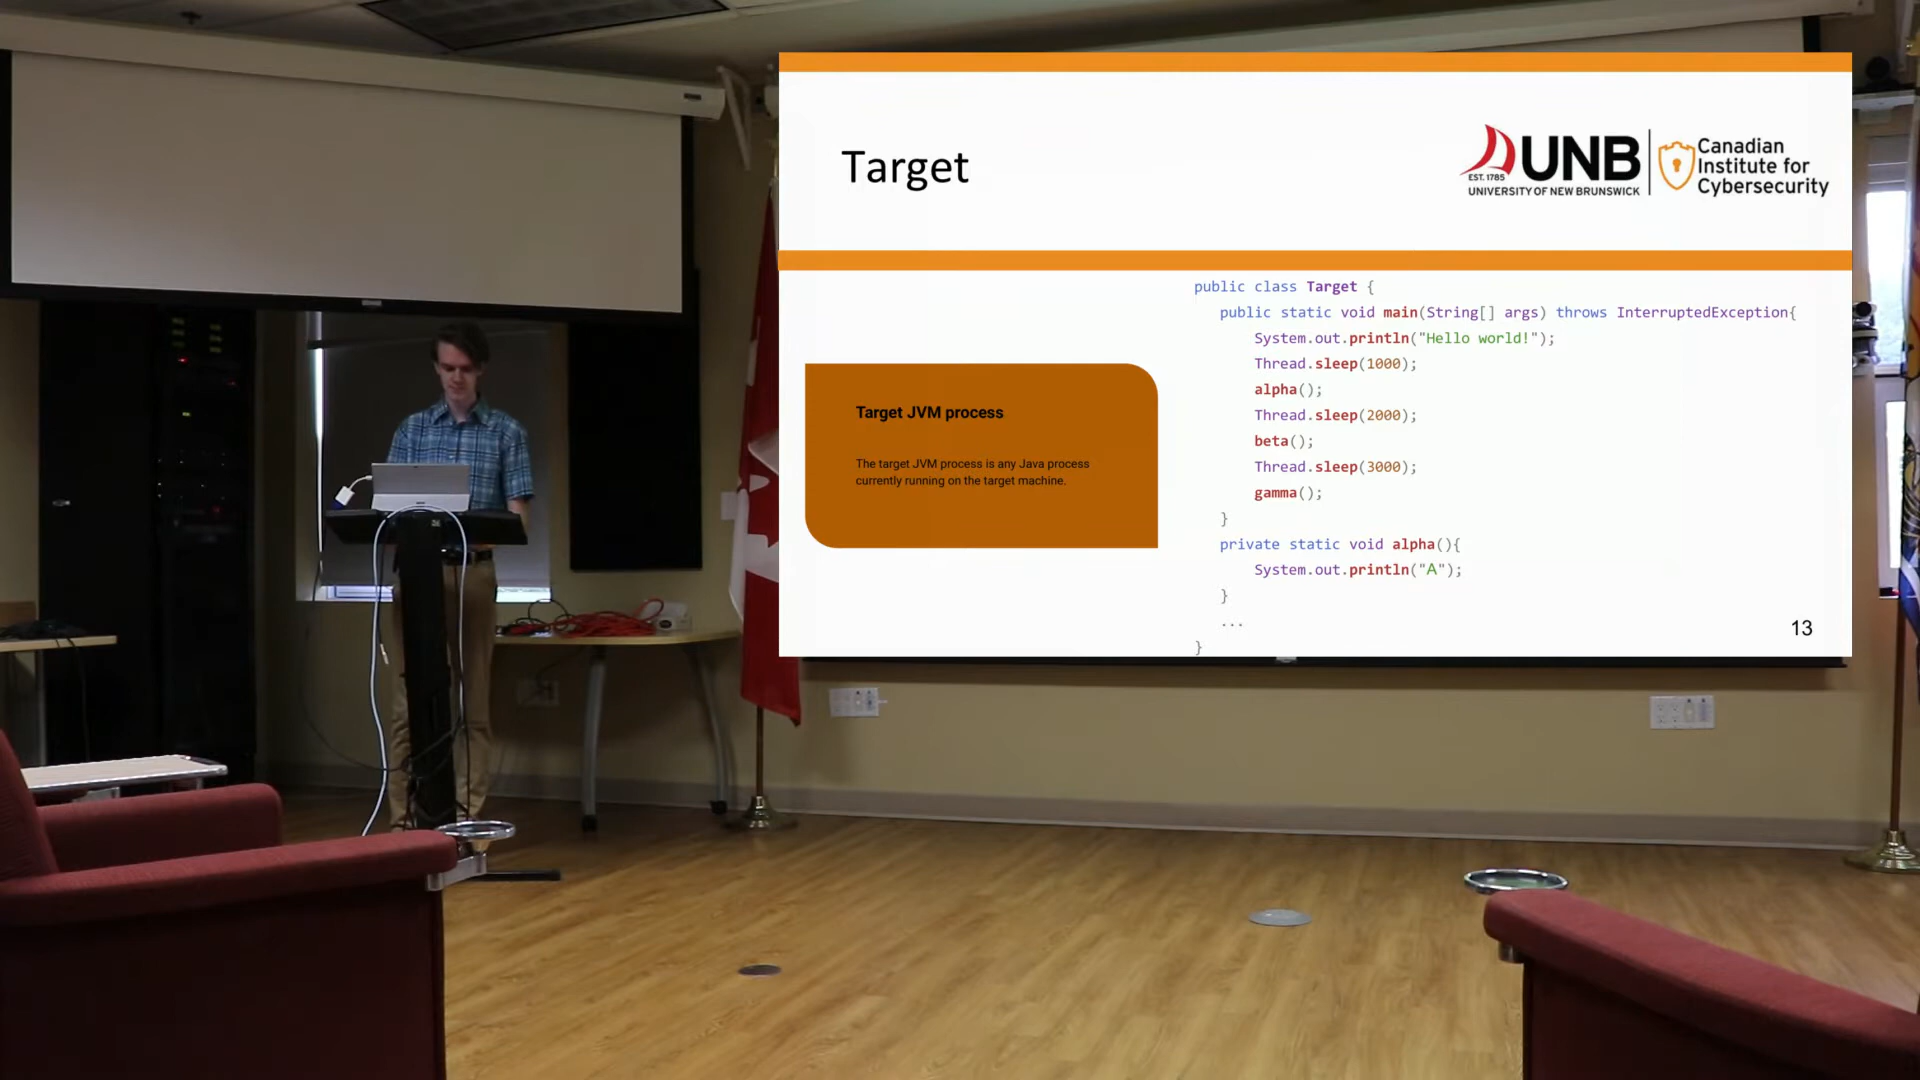 Target
EST. 1785
UNB
UNIVERSITY OF NEW BRUNSWICK
Canadian
Institute for
Cybersecurity
Target JVM process
The target JVM process is any Java process
currently running on the target machine.
public class Target {
public static void main(String[] args) throws InterruptedException{
System.out.println("Hello world!");
Thread.sleep(1000);
alpha();
Thread.sleep(2000);
beta();
Thread.sleep(3000);
gamma();
}
private static void alpha(){
System.out.println("A");
}
...
}
13